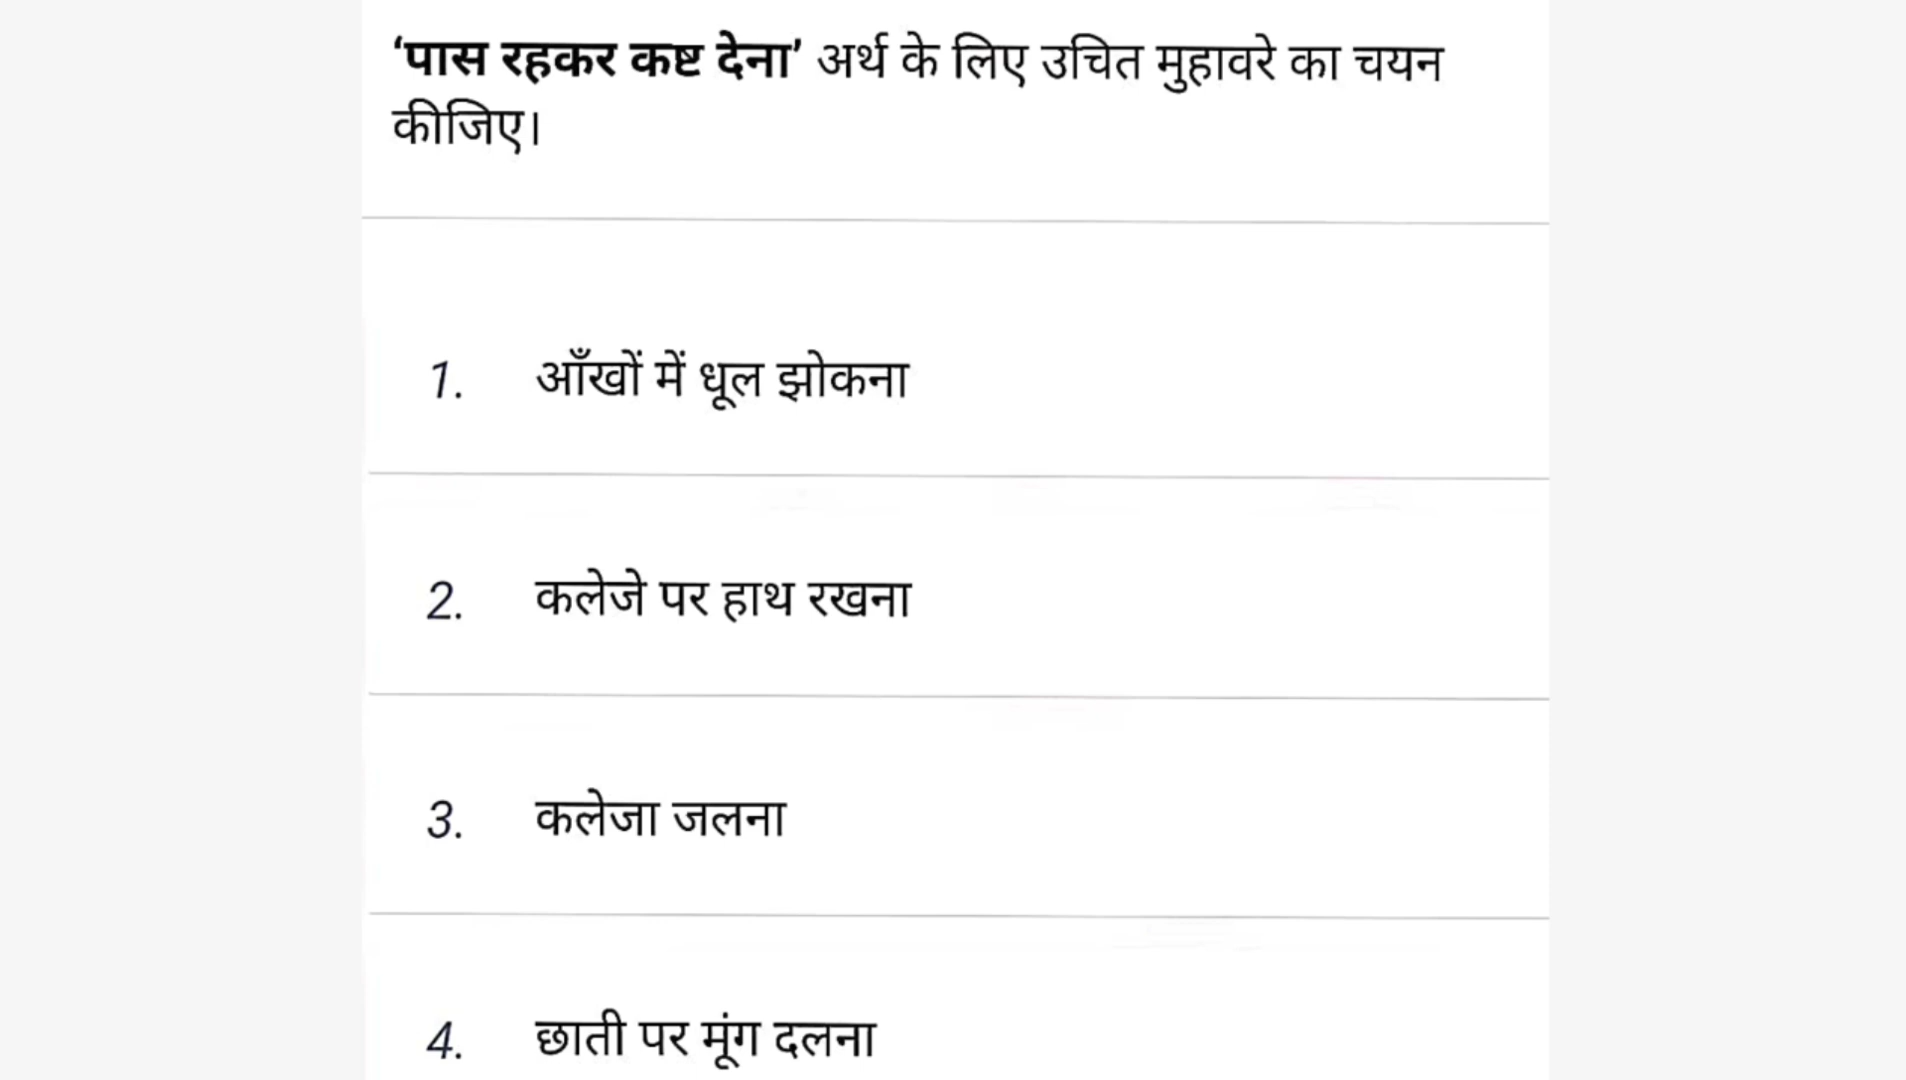 ‘पास रहकर कष्ट देना’ अर्थ के लिए उचित मुहावरे का चयन
कीजिए।
1. आँखों में धूल झोकना
2. कलेजे पर हाथ रखना
3. कलेजा जलना
4. छाती पर मूंग दलना